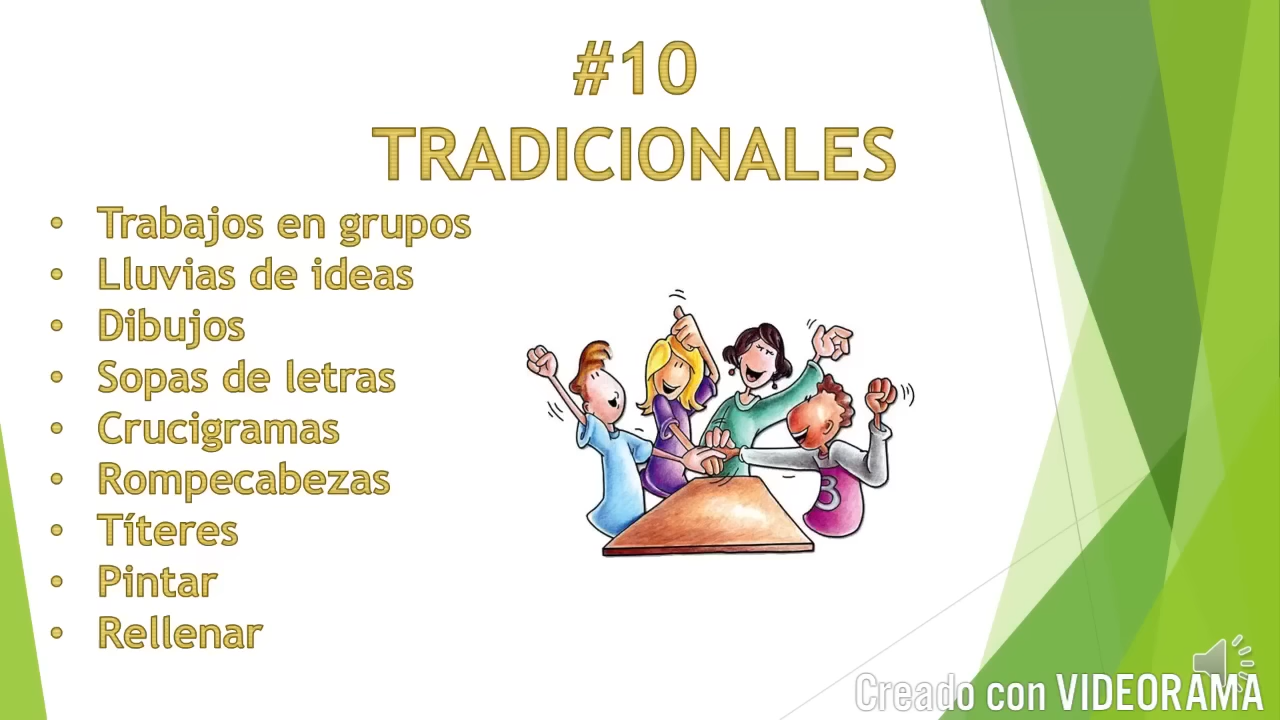 #10
TRADICIONALES
• Trabajos en grupos
• Lluvias de ideas
• Dibujos
• Sopas de letras
• Crucigramas
• Rompecabezas
• Títeres
• Pintar
• Rellenar
3
Creado con VIDEORAMA